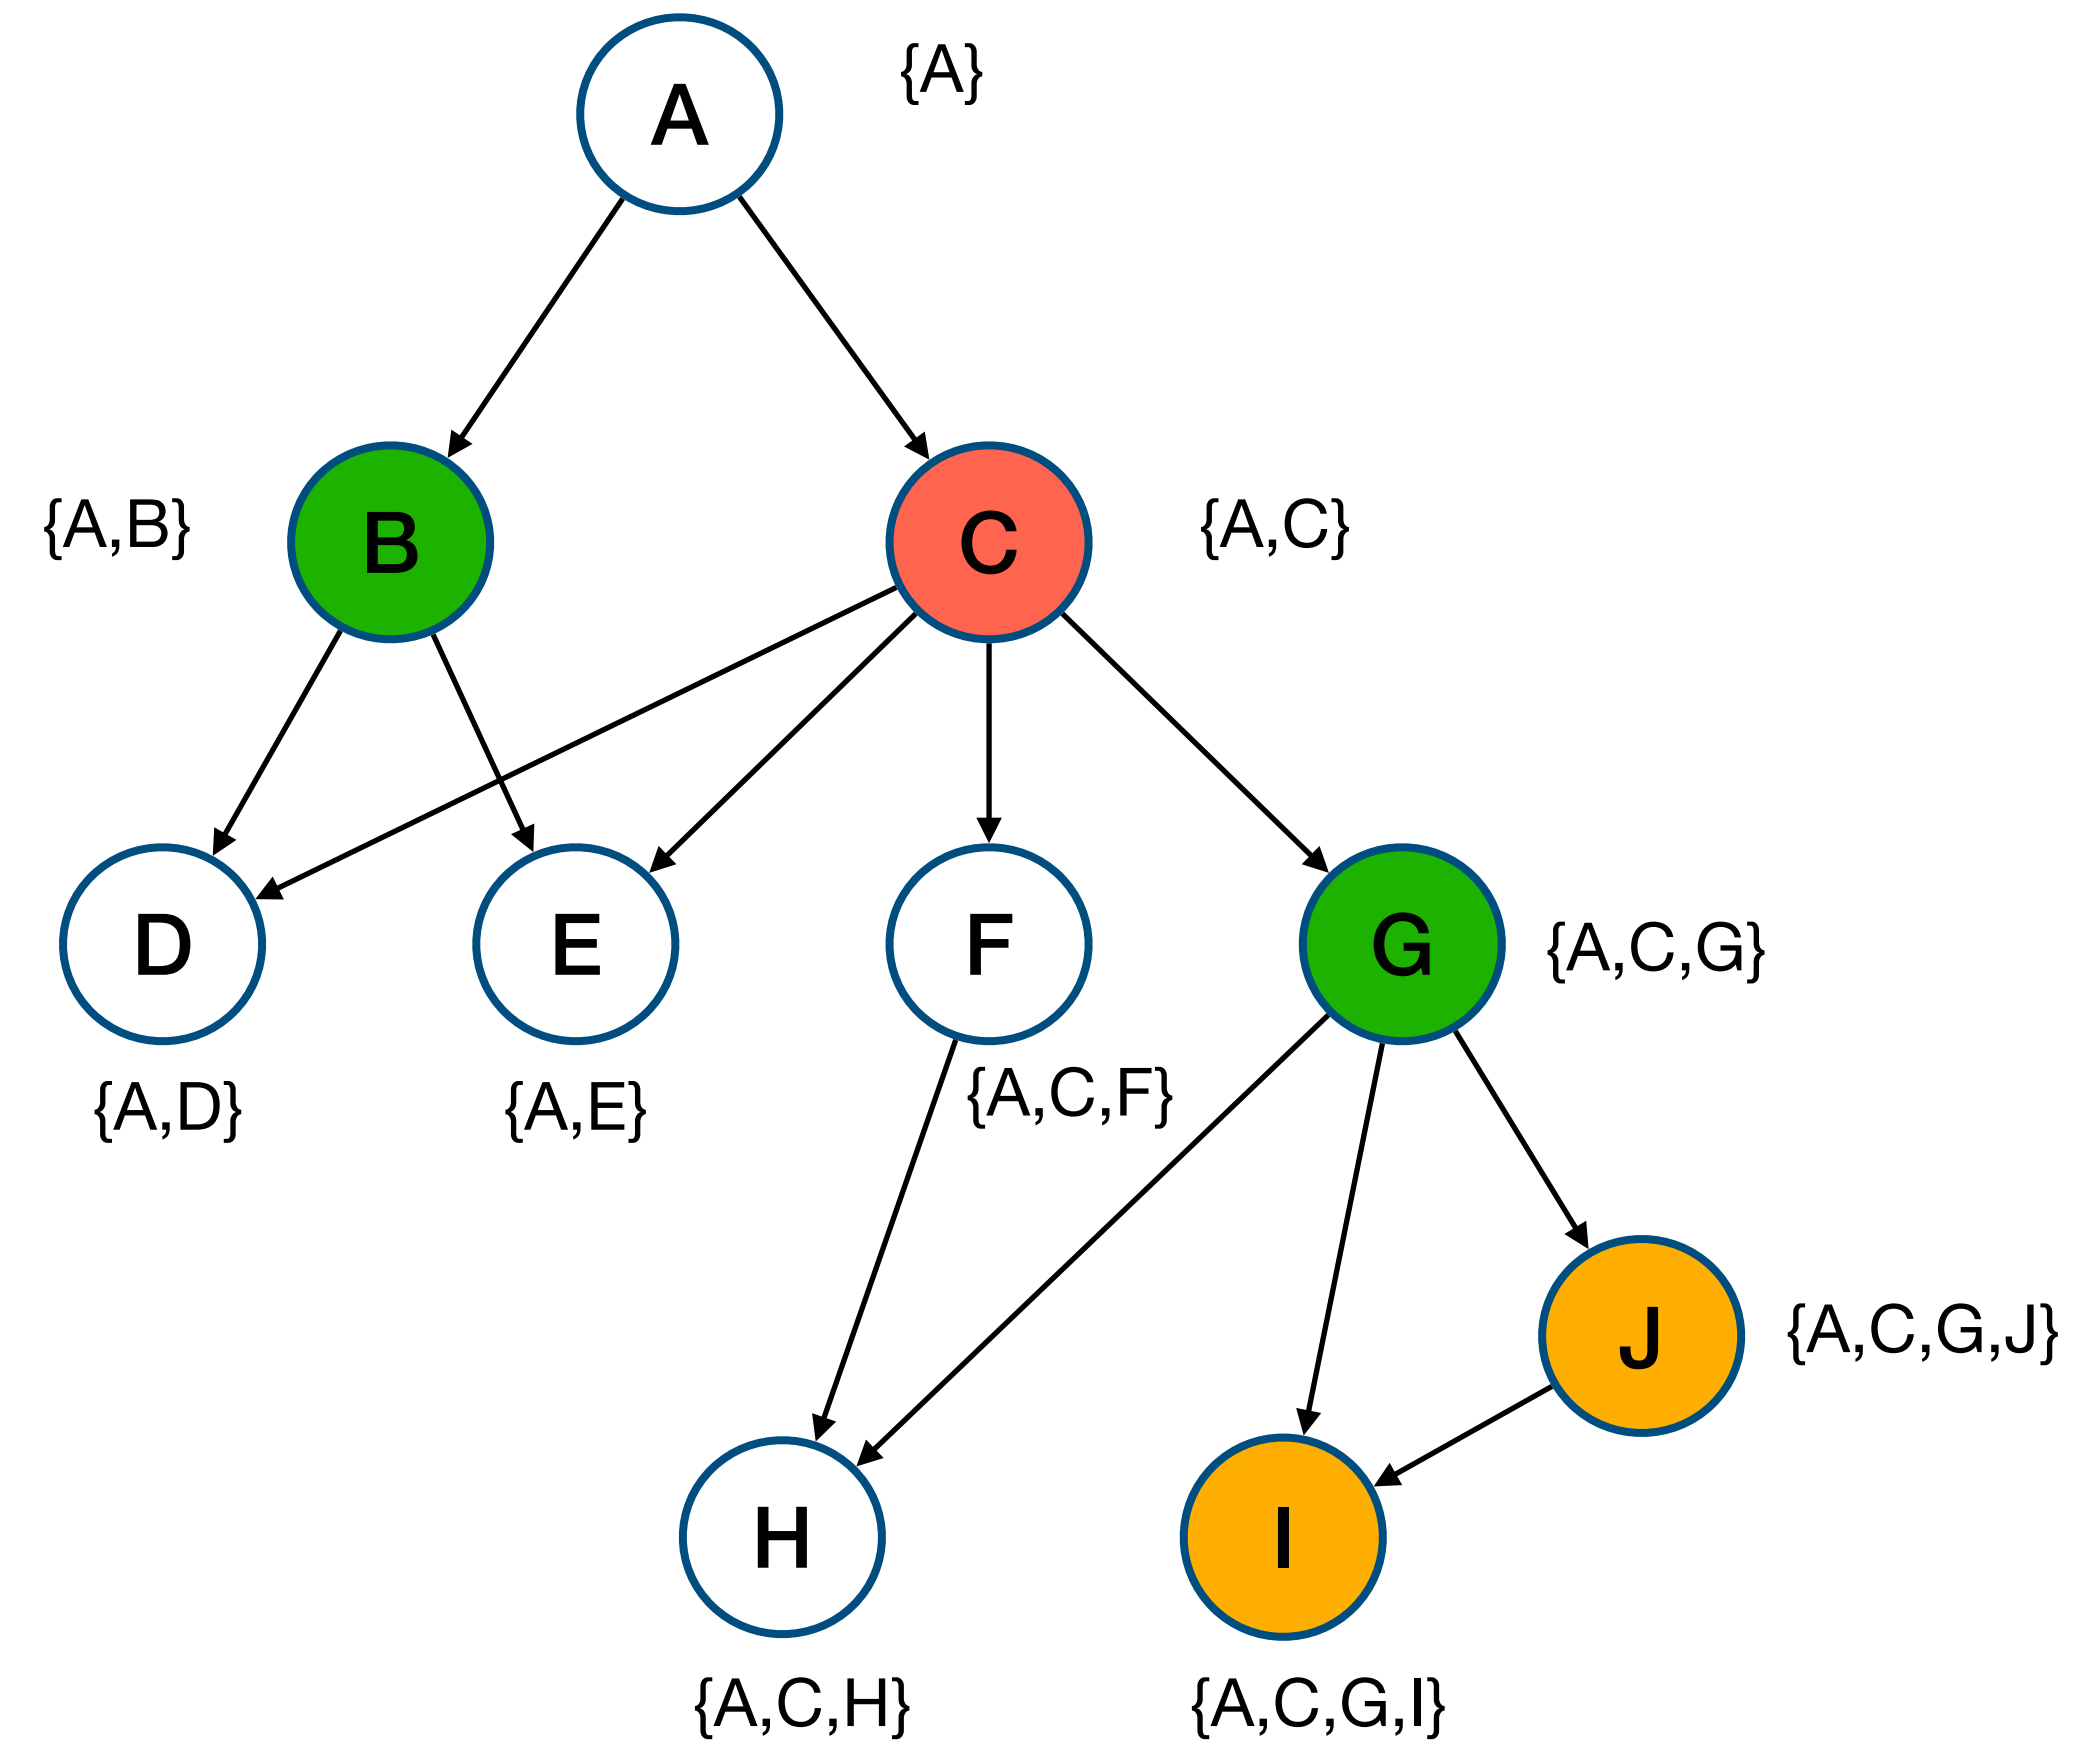 A
{A}
{A,B}
B
C
{A,C}
D
E
F
G
{A,C,G}
{A,D}
{A,E}
{A,C,F}
J
{A,C,G,J}
H
I
{A,C,H}
{A,C,G,I}